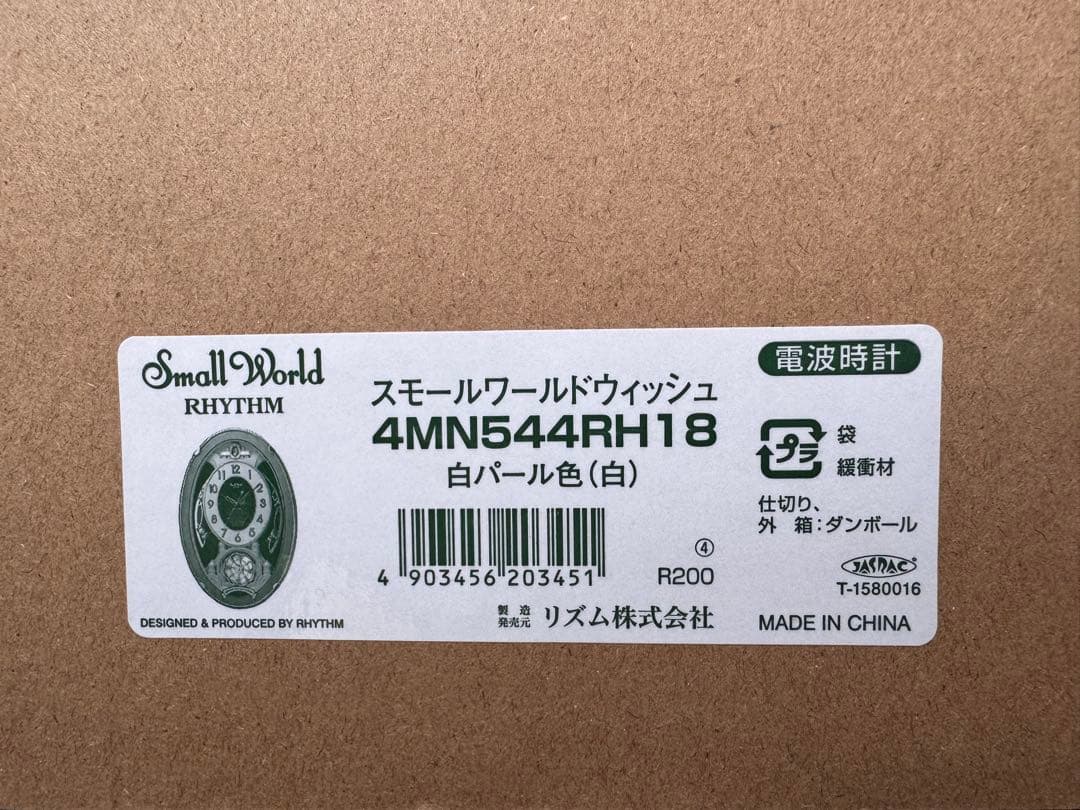 Small World
RHYTHM
DESIGNED & PRODUCED BY RHYTHM
スモールワールドウィッシュ
4MN544RH18
白パール色(白)
4 903456 203451
④
R200
製造
発売元 リズム株式会社
電波時計
プラ
袋
緩衝材
仕切り、
外 箱:ダンボール
JASRAC
T-1580016
MADE IN CHINA